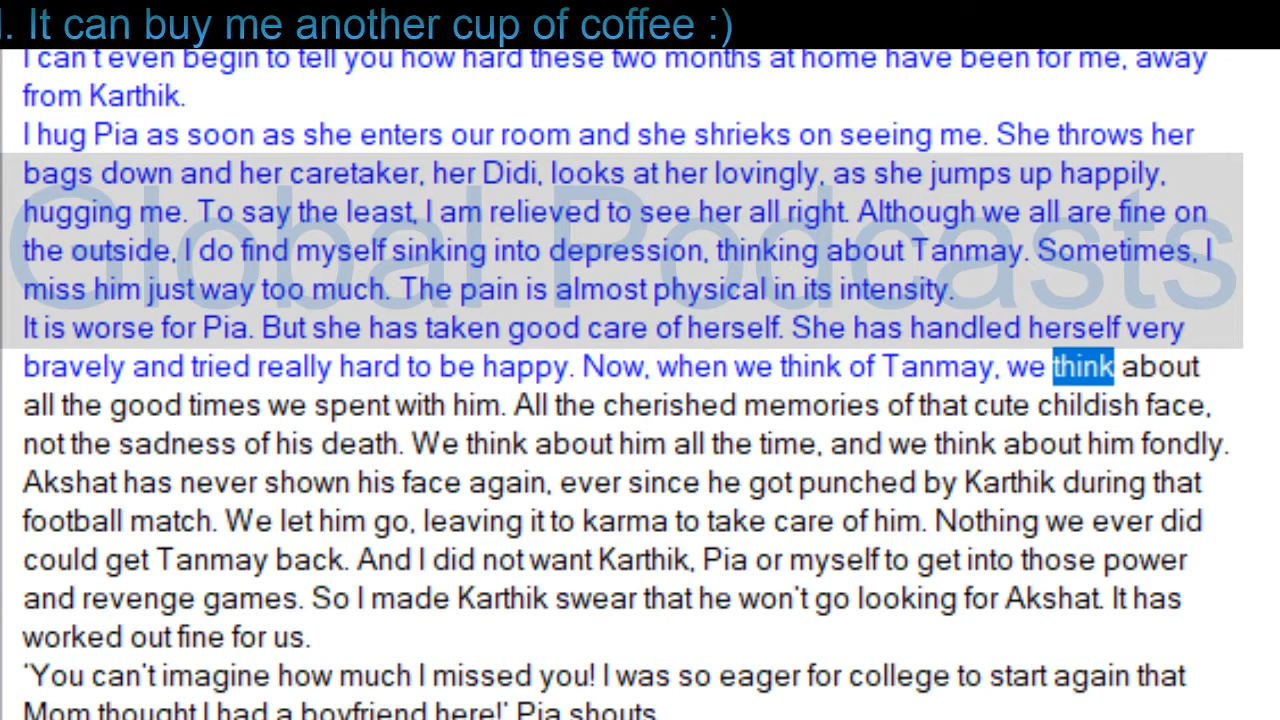 . It can buy me another cup of coffee :)
I can't even begin to tell you how hard these two months at home have been for me, away
from Karthik.
I hug Pia as soon as she enters our room and she shrieks on seeing me. She throws her
bags down and her caretaker, her Didi, looks at her lovingly, as she jumps up happily,
hugging me. To say the least, I am relieved to see her all right. Although we all are fine on
the outside, I do find myself sinking into depression, thinking about Tanmay. Sometimes, I
miss him just way too much. The pain is almost physical in its intensity.
Global Podcasts
It is worse for Pia. But she has taken good care of herself. She has handled herself very
bravely and tried really hard to be happy. Now, when we think of Tanmay, we think about
all the good times we spent with him. All the cherished memories of that cute childish face,
not the sadness of his death. We think about him all the time, and we think about him fondly.
Akshat has never shown his face again, ever since he got punched by Karthik during that
football match. We let him go, leaving it to karma to take care of him. Nothing we ever did
could get Tanmay back. And I did not want Karthik, Pia or myself to get into those power
and revenge games. So I made Karthik swear that he won't go looking for Akshat. It has
worked out fine for us.
'You can't imagine how much I missed you! I was so eager for college to start again that
Mom thought I had a boyfriend here!' Pia shouts